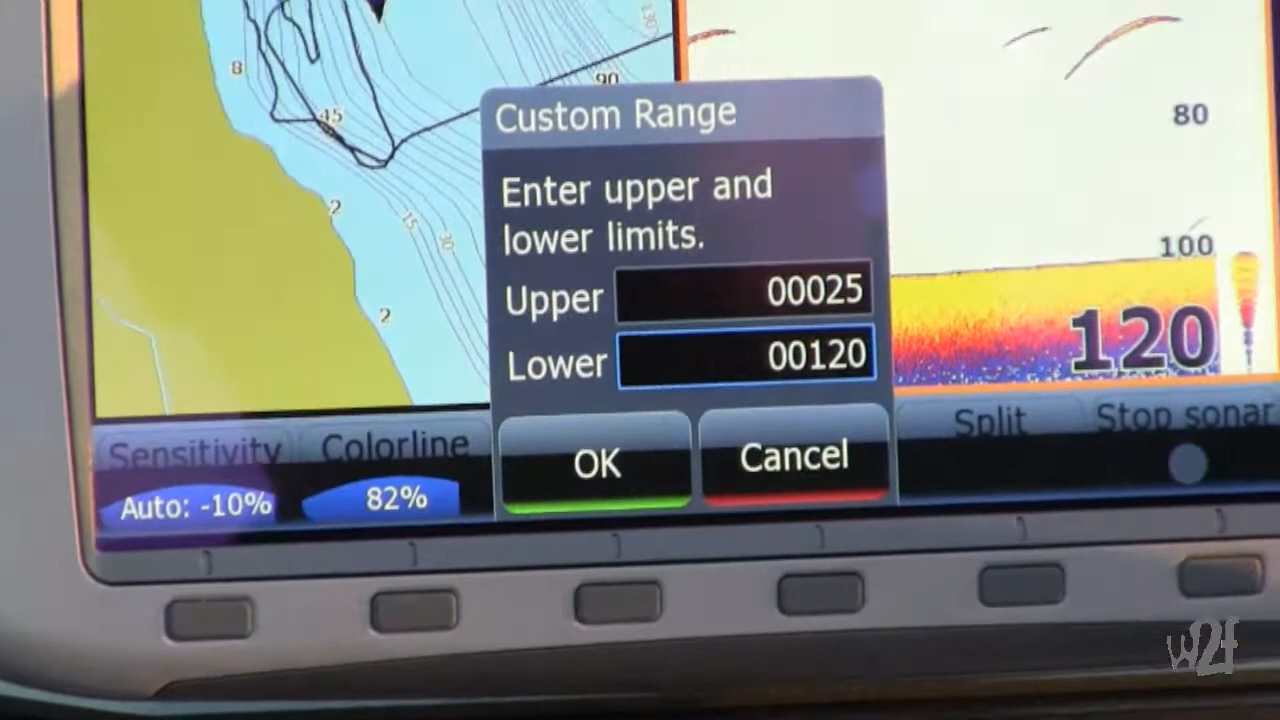 130
8
90
45
2
15
30
2
Custom Range
Enter upper and
lower limits.
Upper 00025
Lower 00120
OK
Cancel
80
100
120
Sensitivity
Auto: -10%
Colorline
82%
Split
Stop sonar
w2f